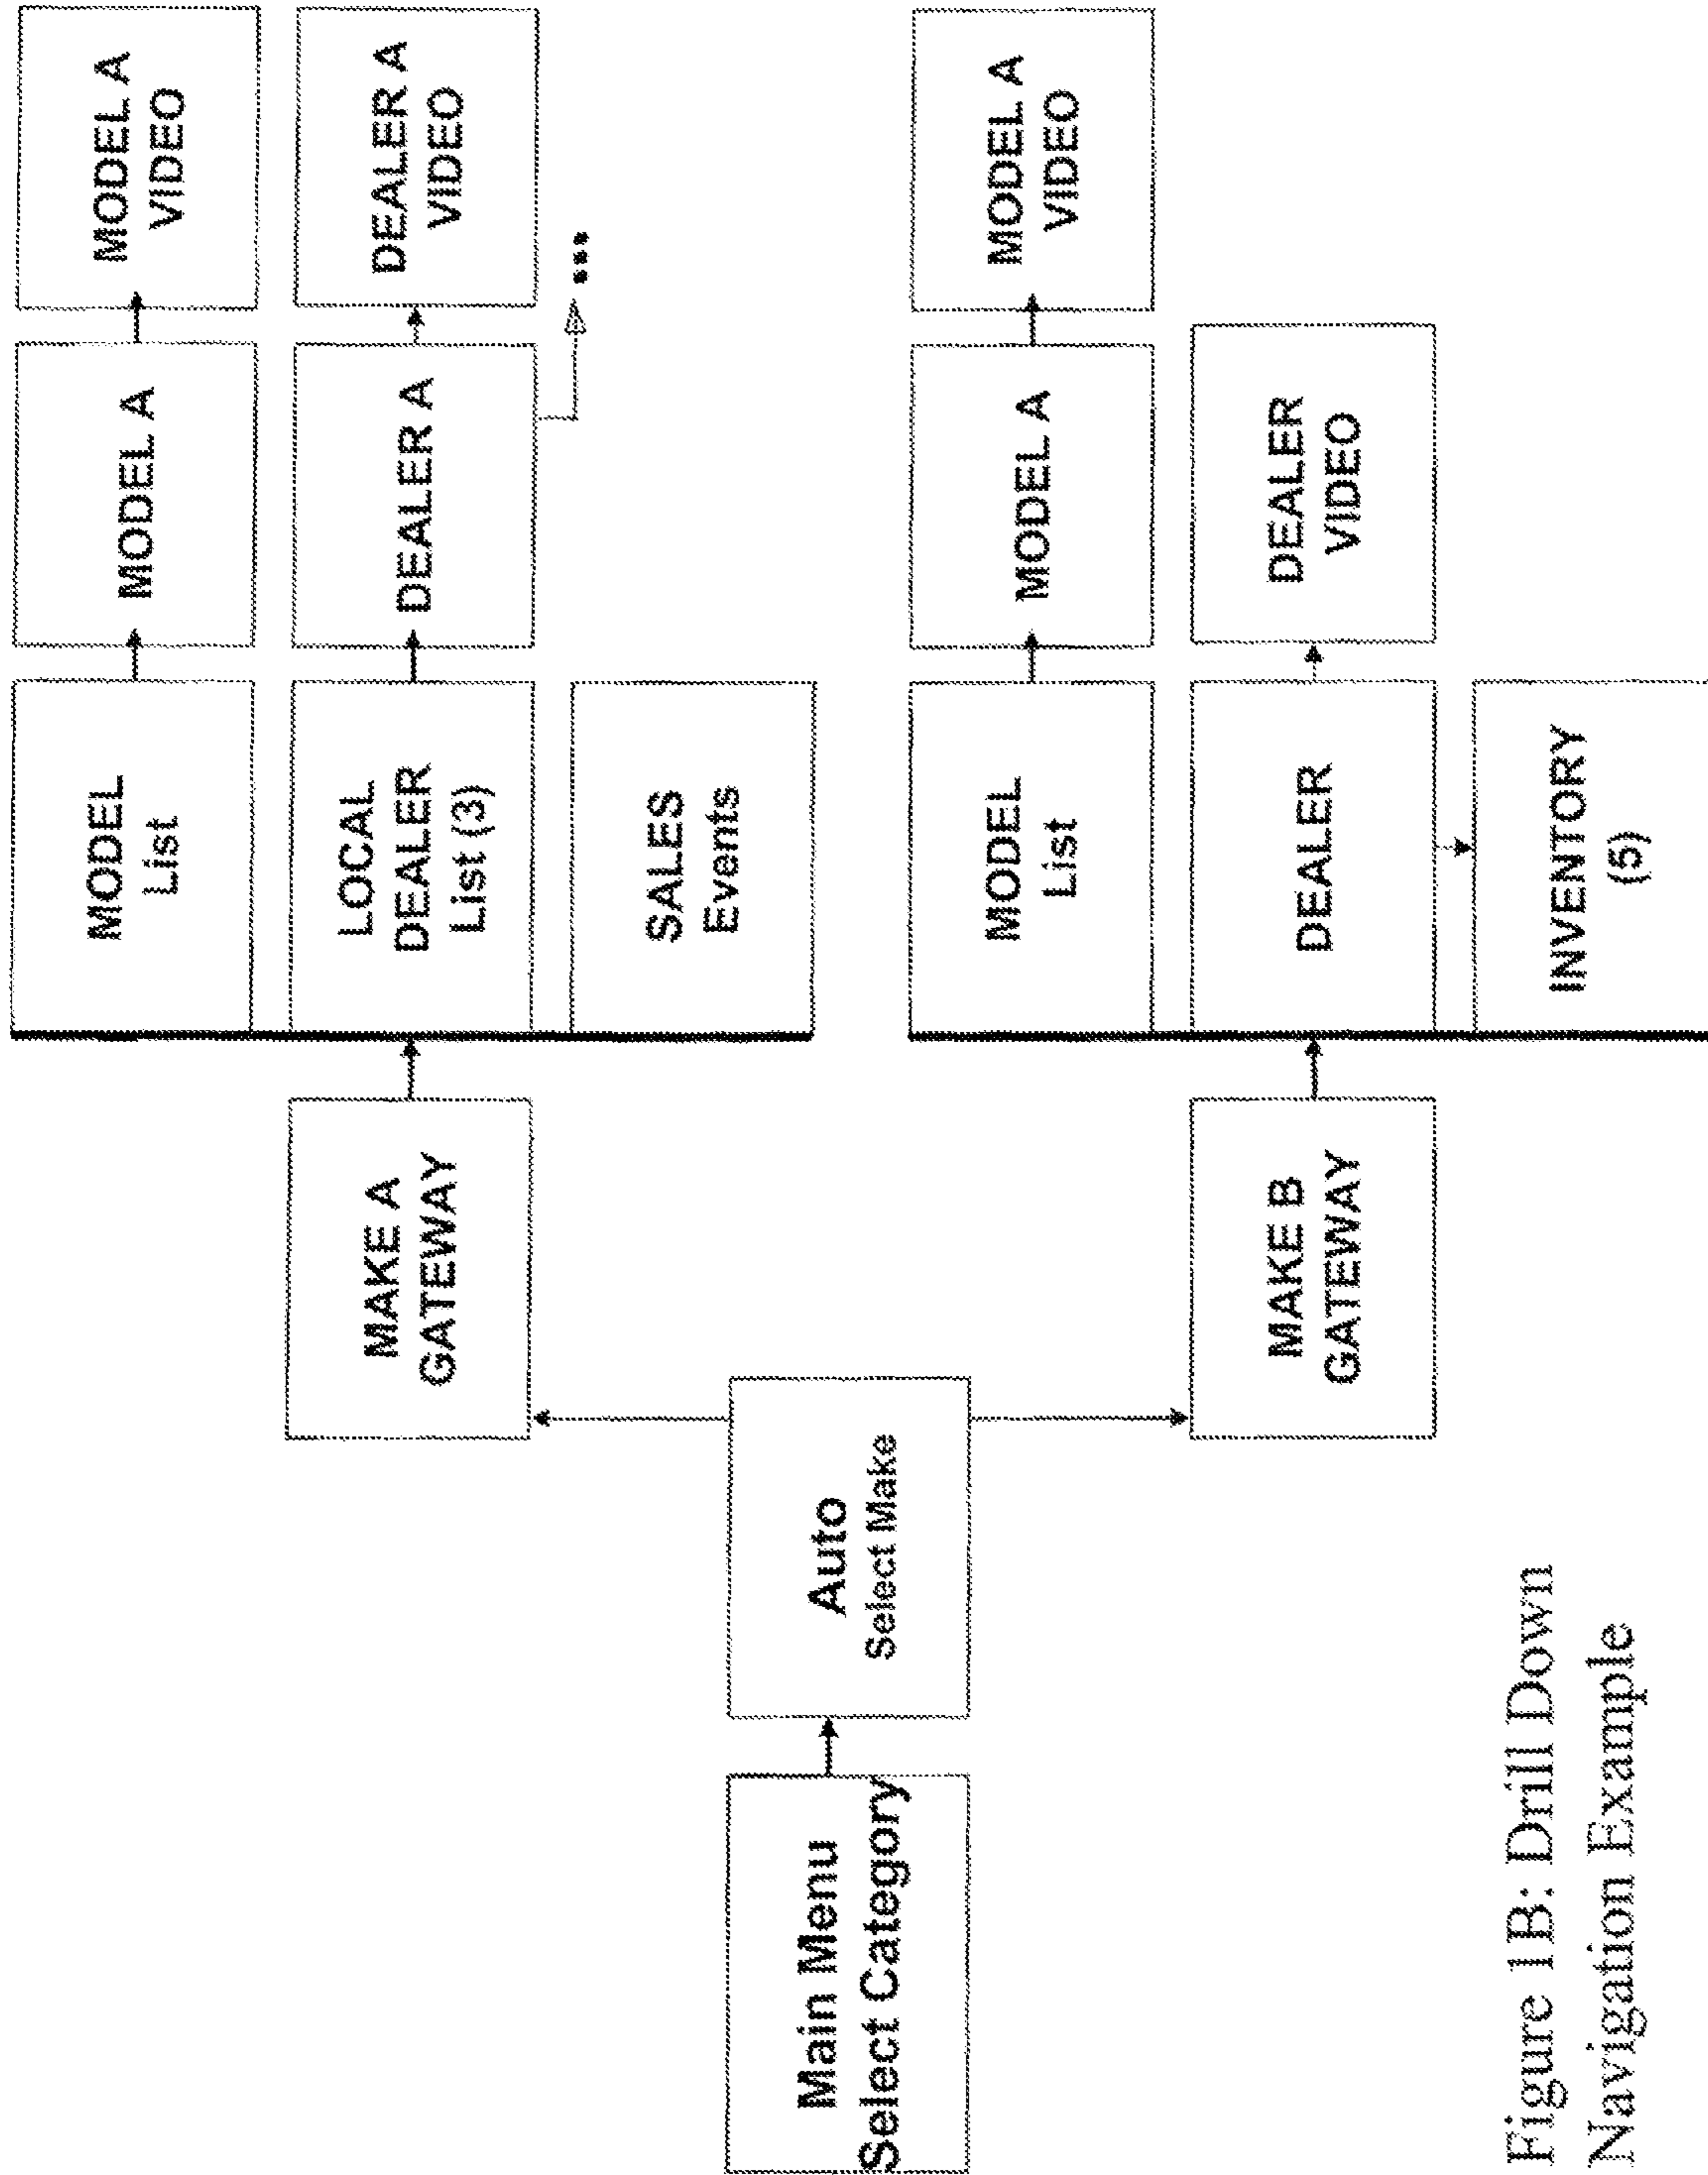 Main Menu
Select Category
Auto
Select Make
MAKE A
GATEWAY
MODEL
List
MODEL A
MODEL A
VIDEO
LOCAL
DEALER
List (3)
DEALER A
DEALER A
VIDEO
...
SALES
Events
MAKE B
GATEWAY
MODEL
List
MODEL A
MODEL A
VIDEO
DEALER
DEALER
VIDEO
INVENTORY
(5)
Figure 1B: Drill Down
Navigation Example